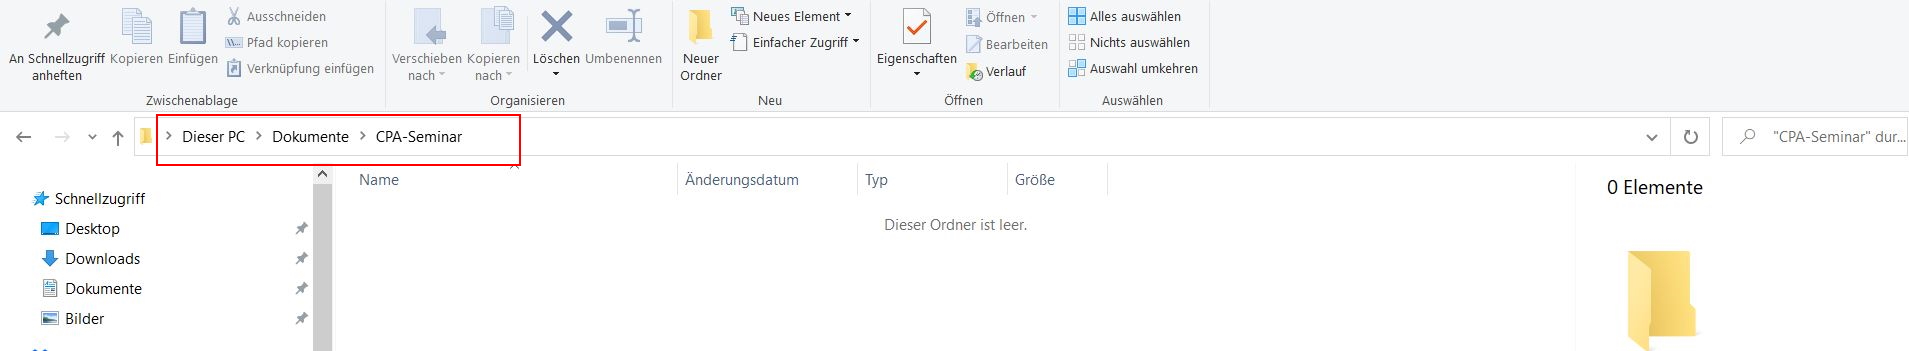 An Schnellzugriff anheften
Kopieren
Einfügen
Ausschneiden
Pfad kopieren
Verknüpfung einfügen
Zwischenablage
Verschieben nach
Kopieren nach
Löschen
Umbenennen
Organisieren
Neuer Ordner
Neues Element
Einfacher Zugriff
Neu
Eigenschaften
Öffnen
Bearbeiten
Verlauf
Öffnen
Alles auswählen
Nichts auswählen
Auswahl umkehren
Auswählen
Dieser PC > Dokumente > CPA-Seminar
"CPA-Seminar" dur...
Schnellzugriff
Desktop
Downloads
Dokumente
Bilder
Name Änderungsdatum Typ Größe
Dieser Ordner ist leer.
0 Elemente